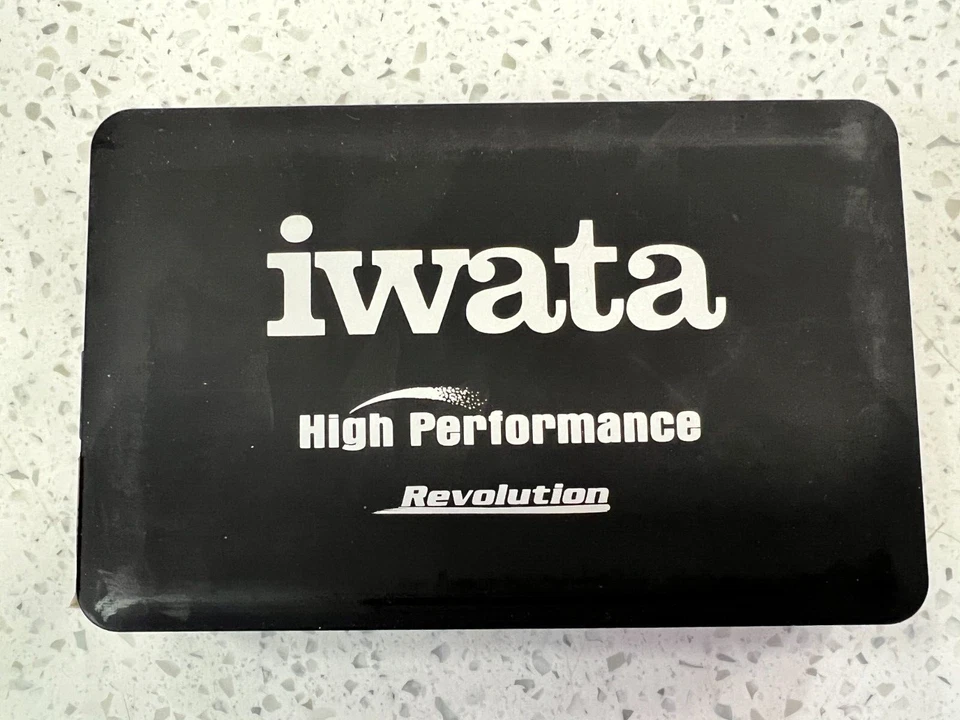 iwata
High Performance
Revolution